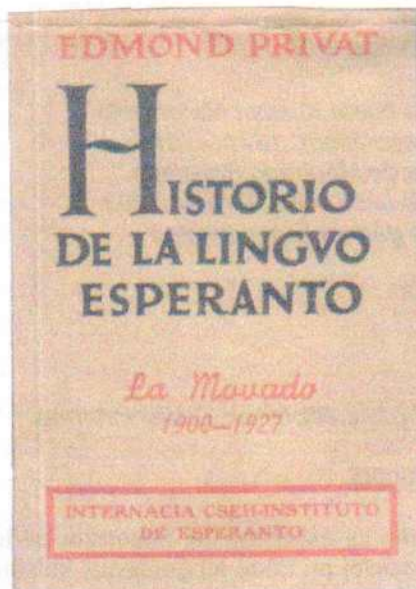 EDMOND PRIVAT
HISTORIO
DE LA LINGVO
ESPERANTO
La Movado
1900–1927
INTERNACIA CSEH-INSTITUTO
DE ESPERANTO